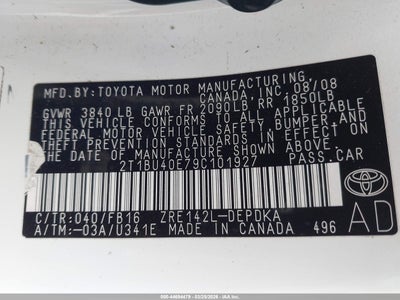 MFD.BY: TOYOTA MOTOR MANUFACTURING,
CANADA, INC. 08/08
GVWR 3840 LB GAWR FR 2090LB RR 1850LB
THIS VEHICLE CONFORMS TO ALL APPLICABLE
FEDERAL MOTOR VEHICLE SAFETY, BUMPER, AND
THEFT PREVENTION STANDARDS IN EFFECT ON
THE DATE OF MANUFACTURE SHOWN ABOVE.
2T1BU40E79C101927 PASS.CAR
C/TR:040/FB16 ZRE142L-DEPDKA
A/TM:-03A/U341E MADE IN CANADA 496
TOYOTA
AD